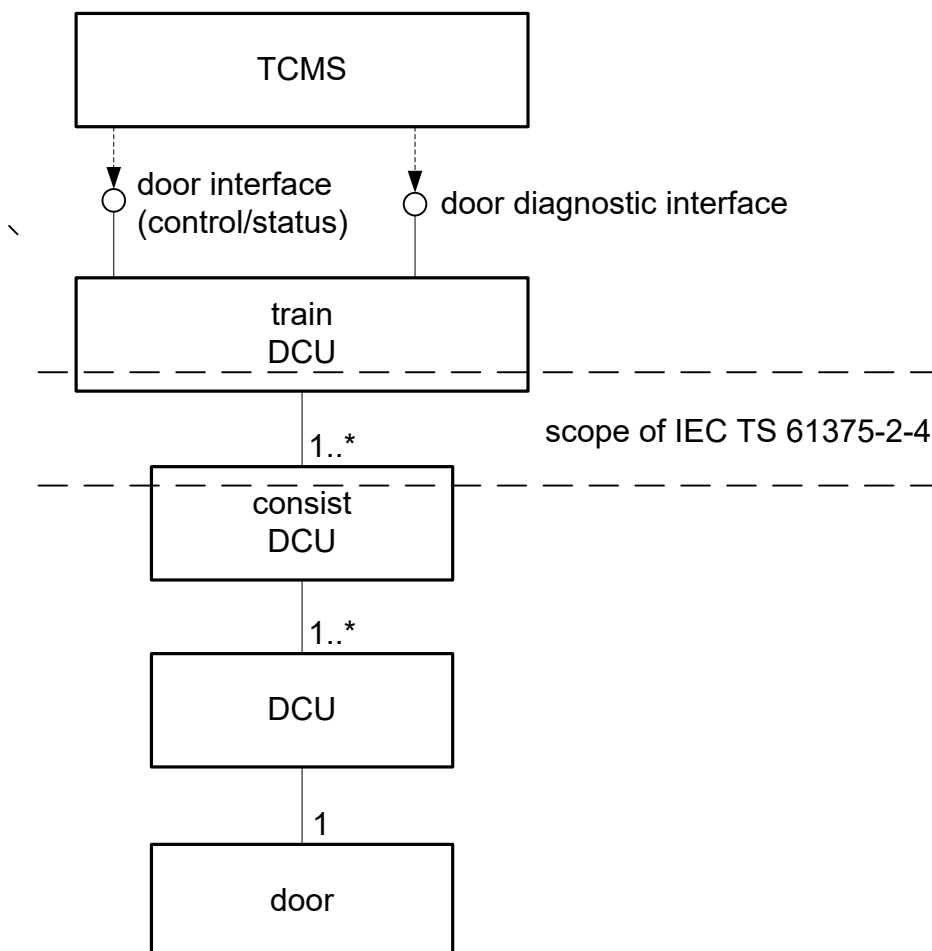 TCMS
door interface
(control/status)
door diagnostic interface
train
DCU
scope of IEC TS 61375-2-4
1..*
consist
DCU
1..*
DCU
1
door